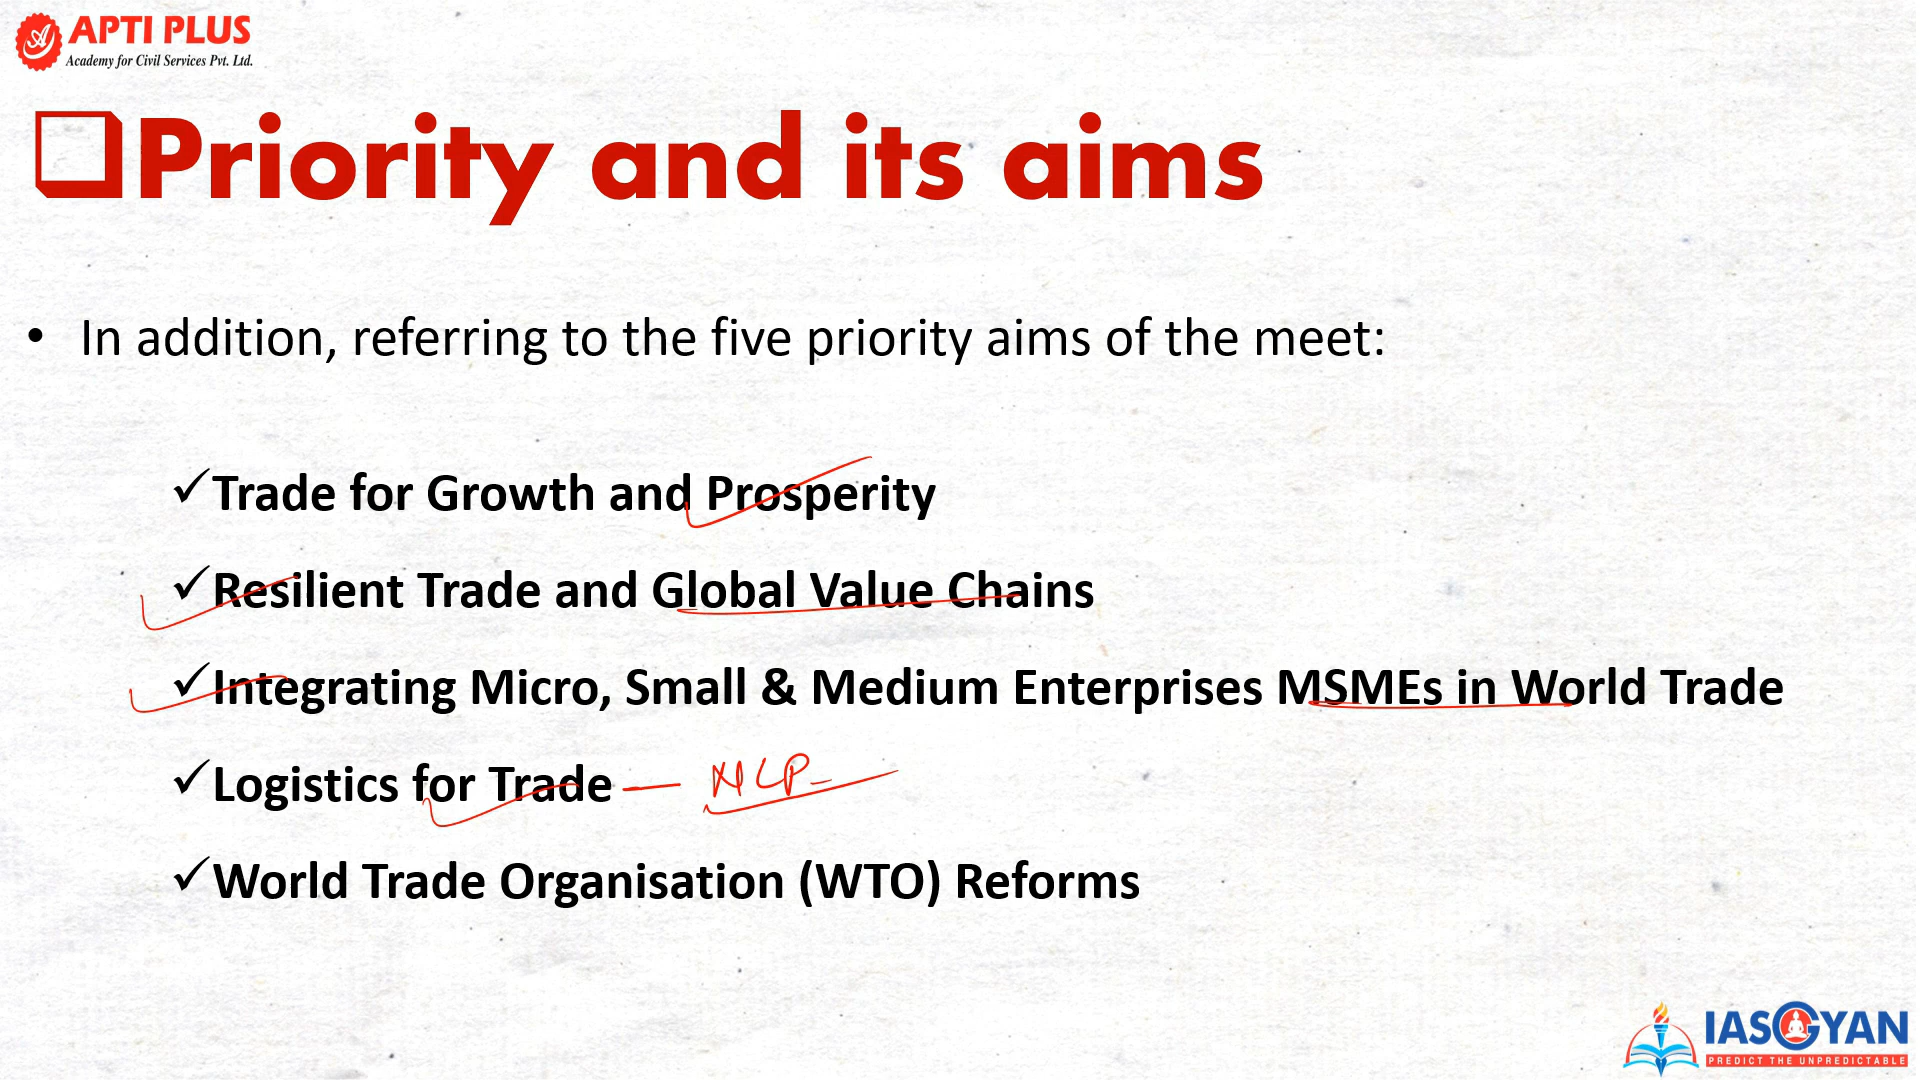 APTI PLUS
Academy for Civil Services Pvt. Ltd.
Priority and its aims
• In addition, referring to the five priority aims of the meet:
✓Trade for Growth and Prosperity
✓Resilient Trade and Global Value Chains
✓Integrating Micro, Small & Medium Enterprises MSMEs in World Trade
✓Logistics for Trade — NLP
✓World Trade Organisation (WTO) Reforms
IASGYAN
PREDICT THE UNPREDICTABLE